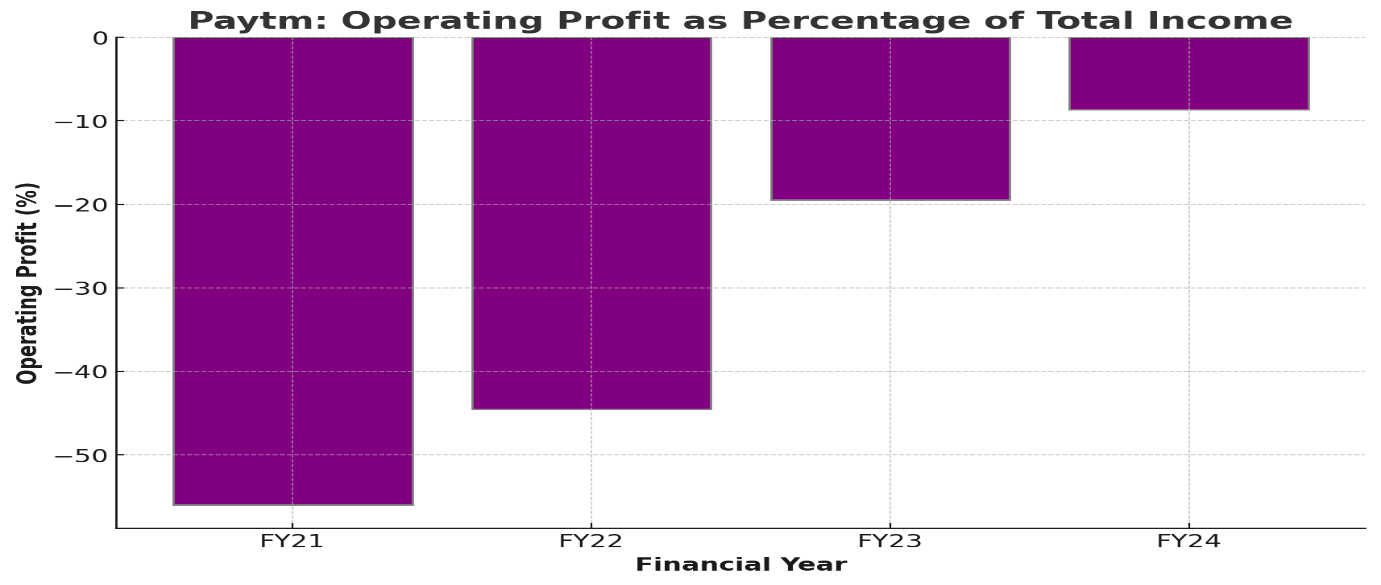 Paytm: Operating Profit as Percentage of Total Income
0
−10
−20
−30
−40
−50
Operating Profit (%)
FY21 FY22 FY23 FY24
Financial Year